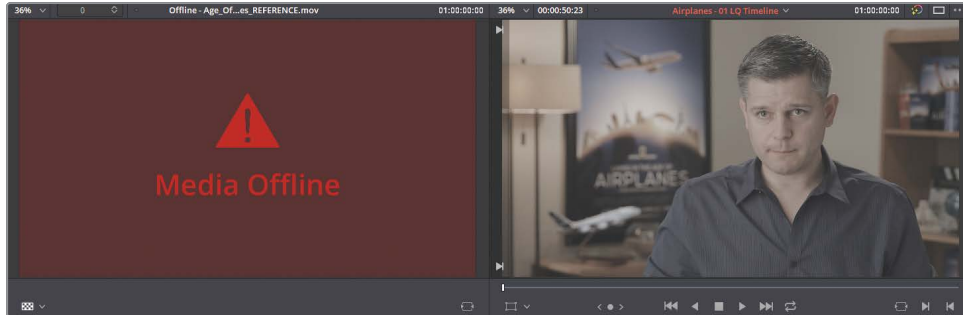 36% 0 Offline - Age_Of...es_REFERENCE.mov 01:00:00:00
36% 00:00:50:23 Airplanes - 01 LQ Timeline 01:00:00:00
Media Offline
AIRPLANES